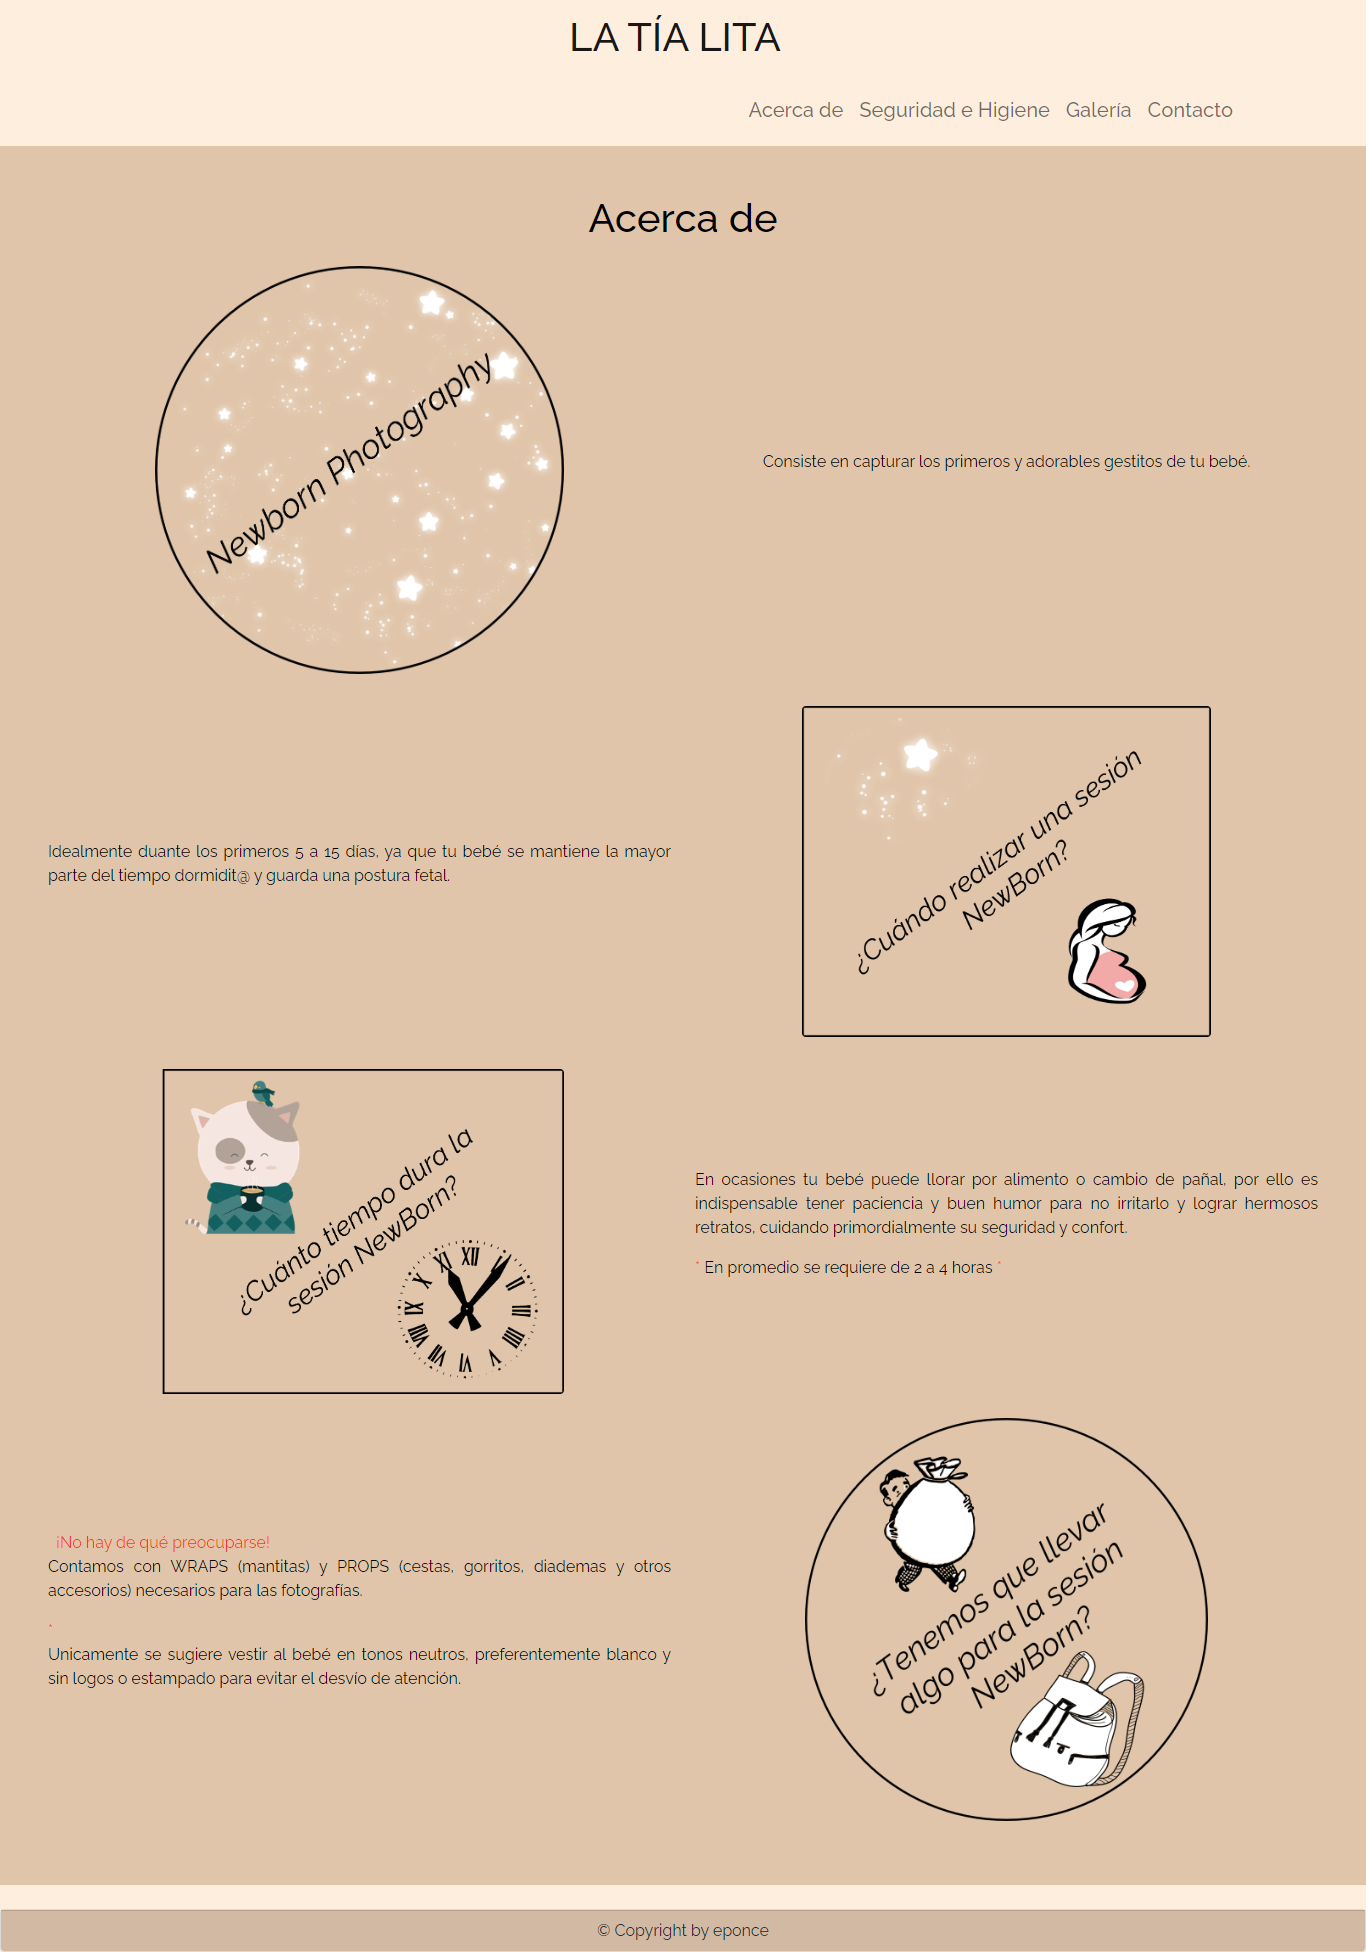 LA TÍA LITA
Acerca de Seguridad e Higiene Galería Contacto
Acerca de
Newborn Photography
Consiste en capturar los primeros y adorables gestitos de tu bebé.
Idealmente duante los primeros 5 a 15 días, ya que tu bebé se mantiene la mayor
parte del tiempo dormidit@ y guarda una postura fetal.
¿Cuándo realizar una sesión
NewBorn?
¿Cuánto tiempo dura la
sesión NewBorn?
XII
XI
X
IX
VIII
VII
VI
V
IIII
III
En ocasiones tu bebé puede llorar por alimento o cambio de pañal, por ello es
indispensable tener paciencia y buen humor para no irritarlo y lograr hermosos
retratos, cuidando primordialmente su seguridad y confort.
* En promedio se requiere de 2 a 4 horas *
¡No hay de qué preocuparse!
Contamos con WRAPS (mantitas) y PROPS (cestas, gorritos, diademas y otros
accesorios) necesarios para las fotografías.
*
Unicamente se sugiere vestir al bebé en tonos neutros, preferentemente blanco y
sin logos o estampado para evitar el desvío de atención.
¿Tenemos que llevar
algo para la sesión
NewBorn?
© Copyright by eponce